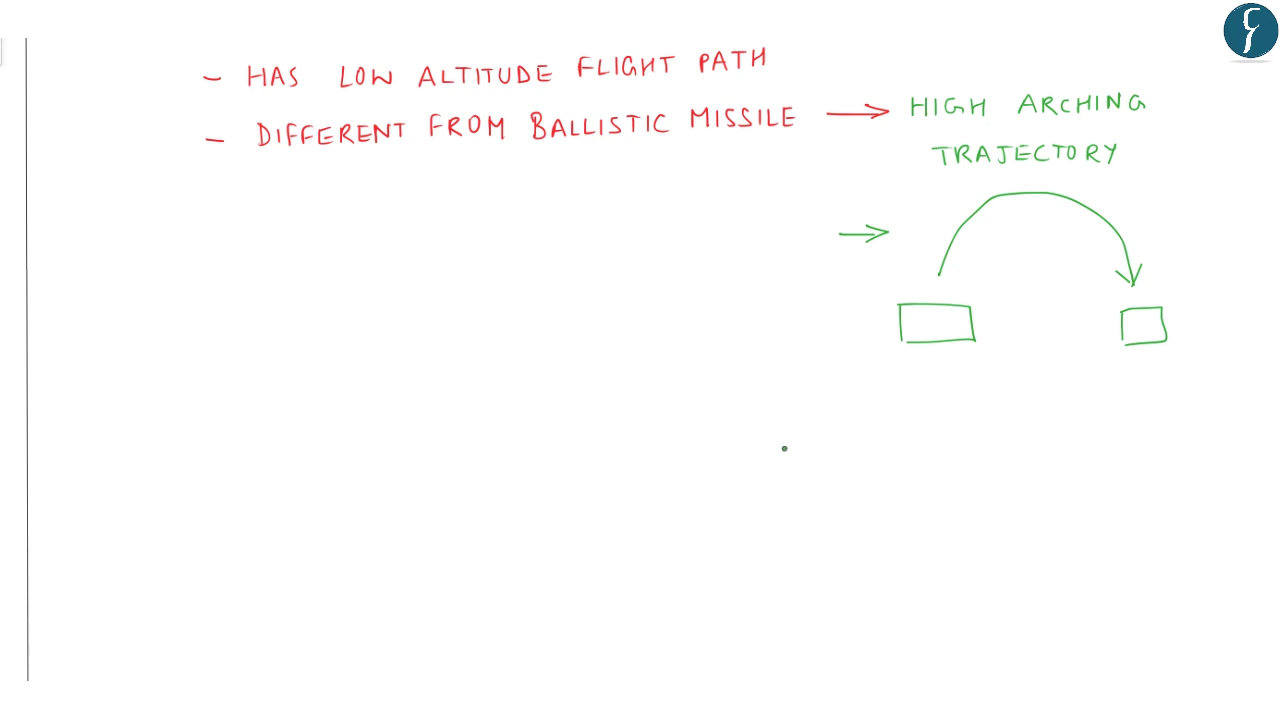 - HAS LOW ALTITUDE FLIGHT PATH
- DIFFERENT FROM BALLISTIC MISSILE → HIGH ARCHING
TRAJECTORY
→